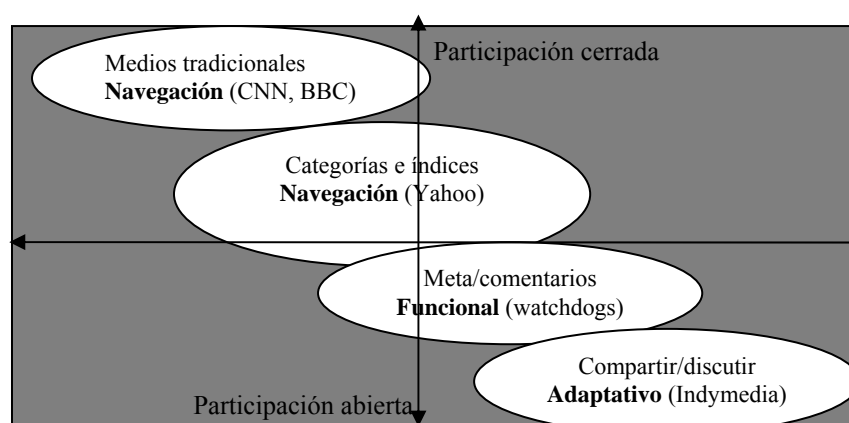 Participación cerrada
Medios tradicionales
Navegación (CNN, BBC)
Categorías e índices
Navegación (Yahoo)
Meta/comentarios
Funcional (watchdogs)
Compartir/discutir
Adaptativo (Indymedia)
Participación abierta